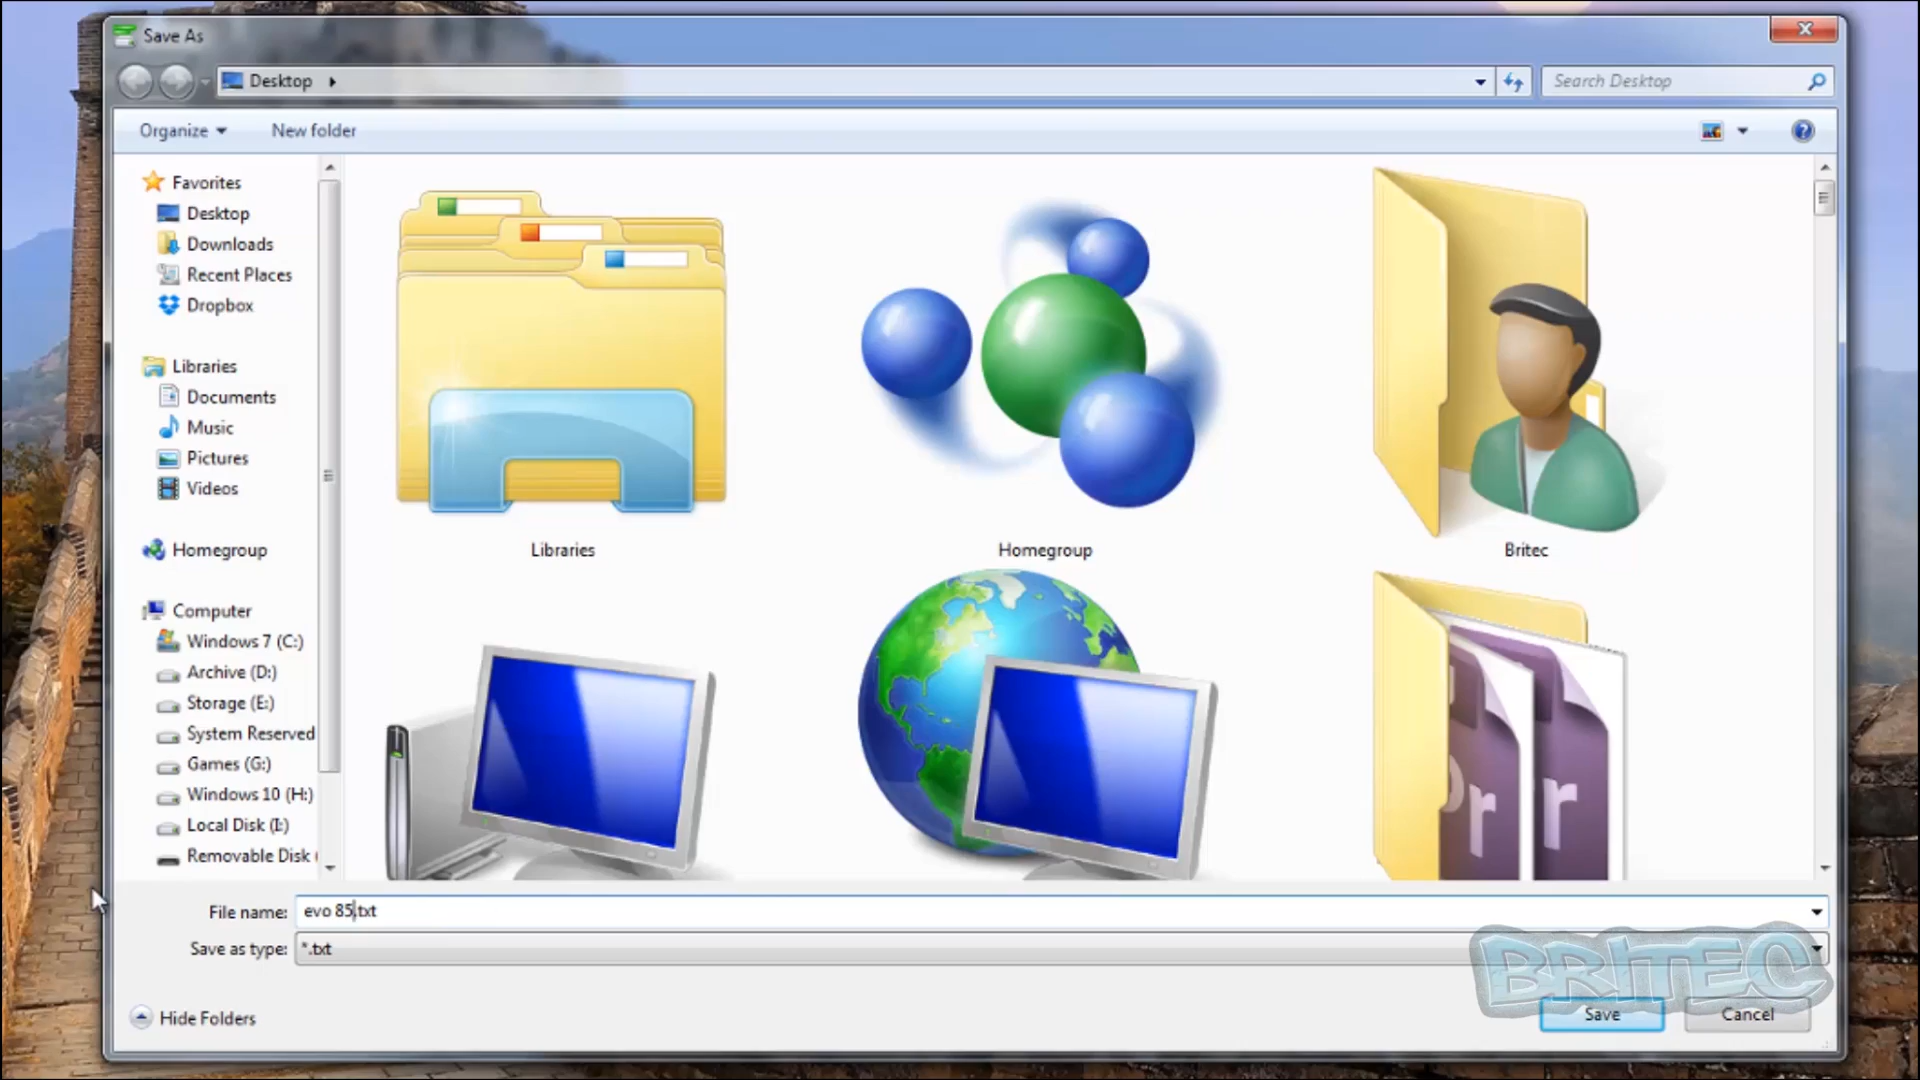 Save As
Desktop
Search Desktop
Organize
New folder
Favorites
Desktop
Downloads
Recent Places
Dropbox
Libraries
Documents
Music
Pictures
Videos
Homegroup
Computer
Windows 7 (C:)
Archive (D:)
Storage (E:)
System Reserved
Games (G:)
Windows 10 (H:)
Local Disk (I:)
Removable Disk (
Libraries
Homegroup
Britec
Pr
r
File name:
evo 85.txt
Save as type:
*.txt
BRITEC
Hide Folders
Save
Cancel